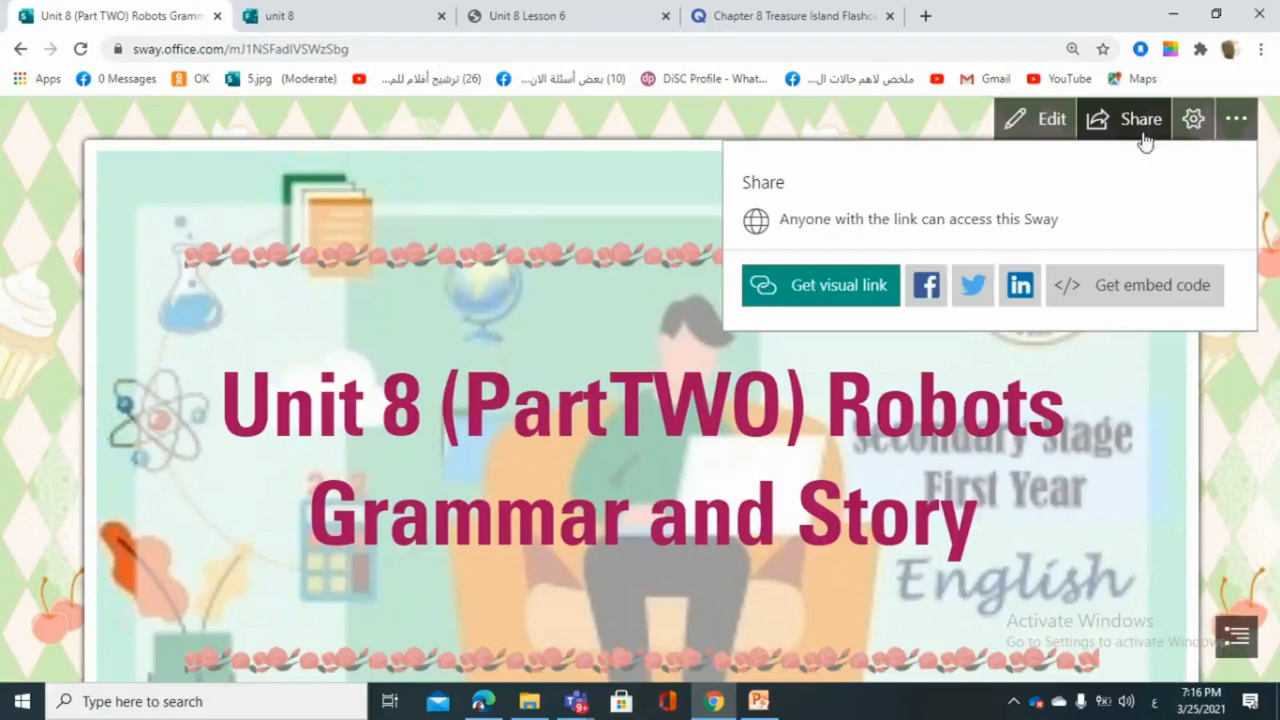 Unit 8 (Part TWO) Robots Gramm
unit 8
Unit 8 Lesson 6
Chapter 8 Treasure Island Flashca
sway.office.com/mJ1NSFadIVSWzSbg
Apps
0 Messages
OK
5.jpg (Moderate)
(26) ترشيح أفلام للم...
(10) بعض أسئلة الان...
DiSC Profile - What...
ملخص لاهم حالات ال...
Gmail
YouTube
Maps
Edit
Share
Share
Anyone with the link can access this Sway
Get visual link
Get embed code
Unit 8 (PartTWO) Robots
Grammar and Story
Secondary Stage
First Year
English
Activate Windows
Go to Settings to activate Windows.
Type here to search
9+
ع
7:16 PM
3/25/2021